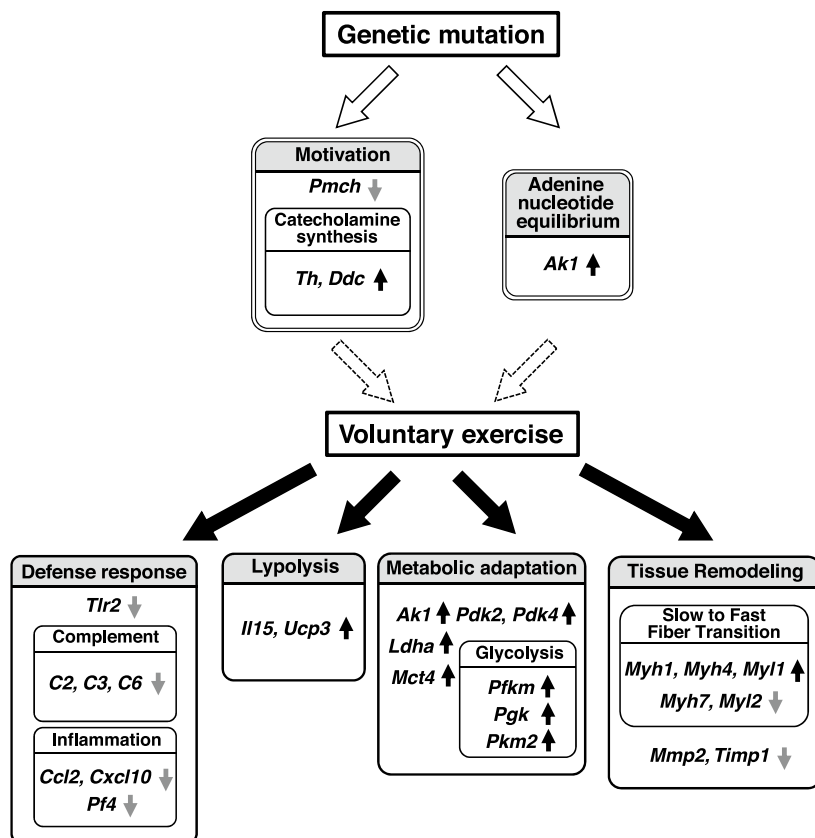 Genetic mutation
Motivation
Pmch
Catecholamine
synthesis
Th, Ddc
Adenine
nucleotide
equilibrium
Ak1
Voluntary exercise
Defense response
Tlr2
Complement
C2, C3, C6
Inflammation
Ccl2, Cxcl10
Pf4
Lypolysis
Il15, Ucp3
Metabolic adaptation
Ak1 Pdk2, Pdk4
Ldha
Mct4
Glycolysis
Pfkm
Pgk
Pkm2
Tissue Remodeling
Slow to Fast
Fiber Transition
Myh1, Myh4, Myl1
Myh7, Myl2
Mmp2, Timp1